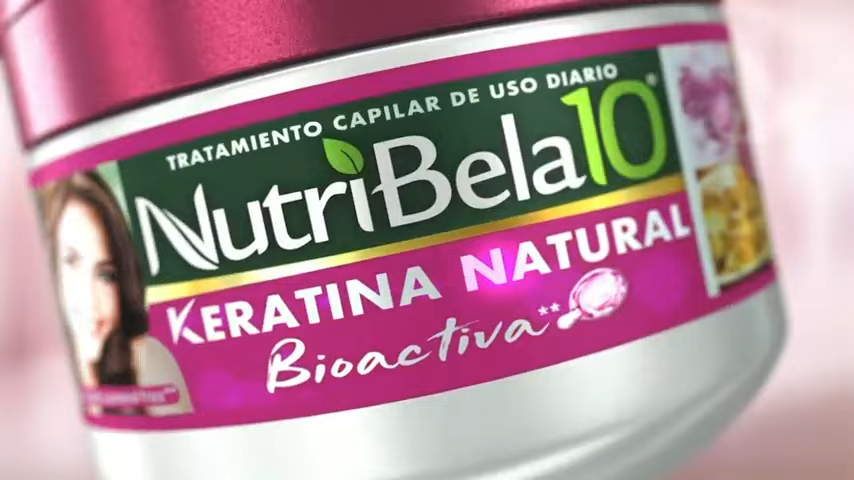 TRATAMIENTO CAPILAR DE USO DIARIO
NutriBela10®
KERATINA NATURAL
Bioactiva**